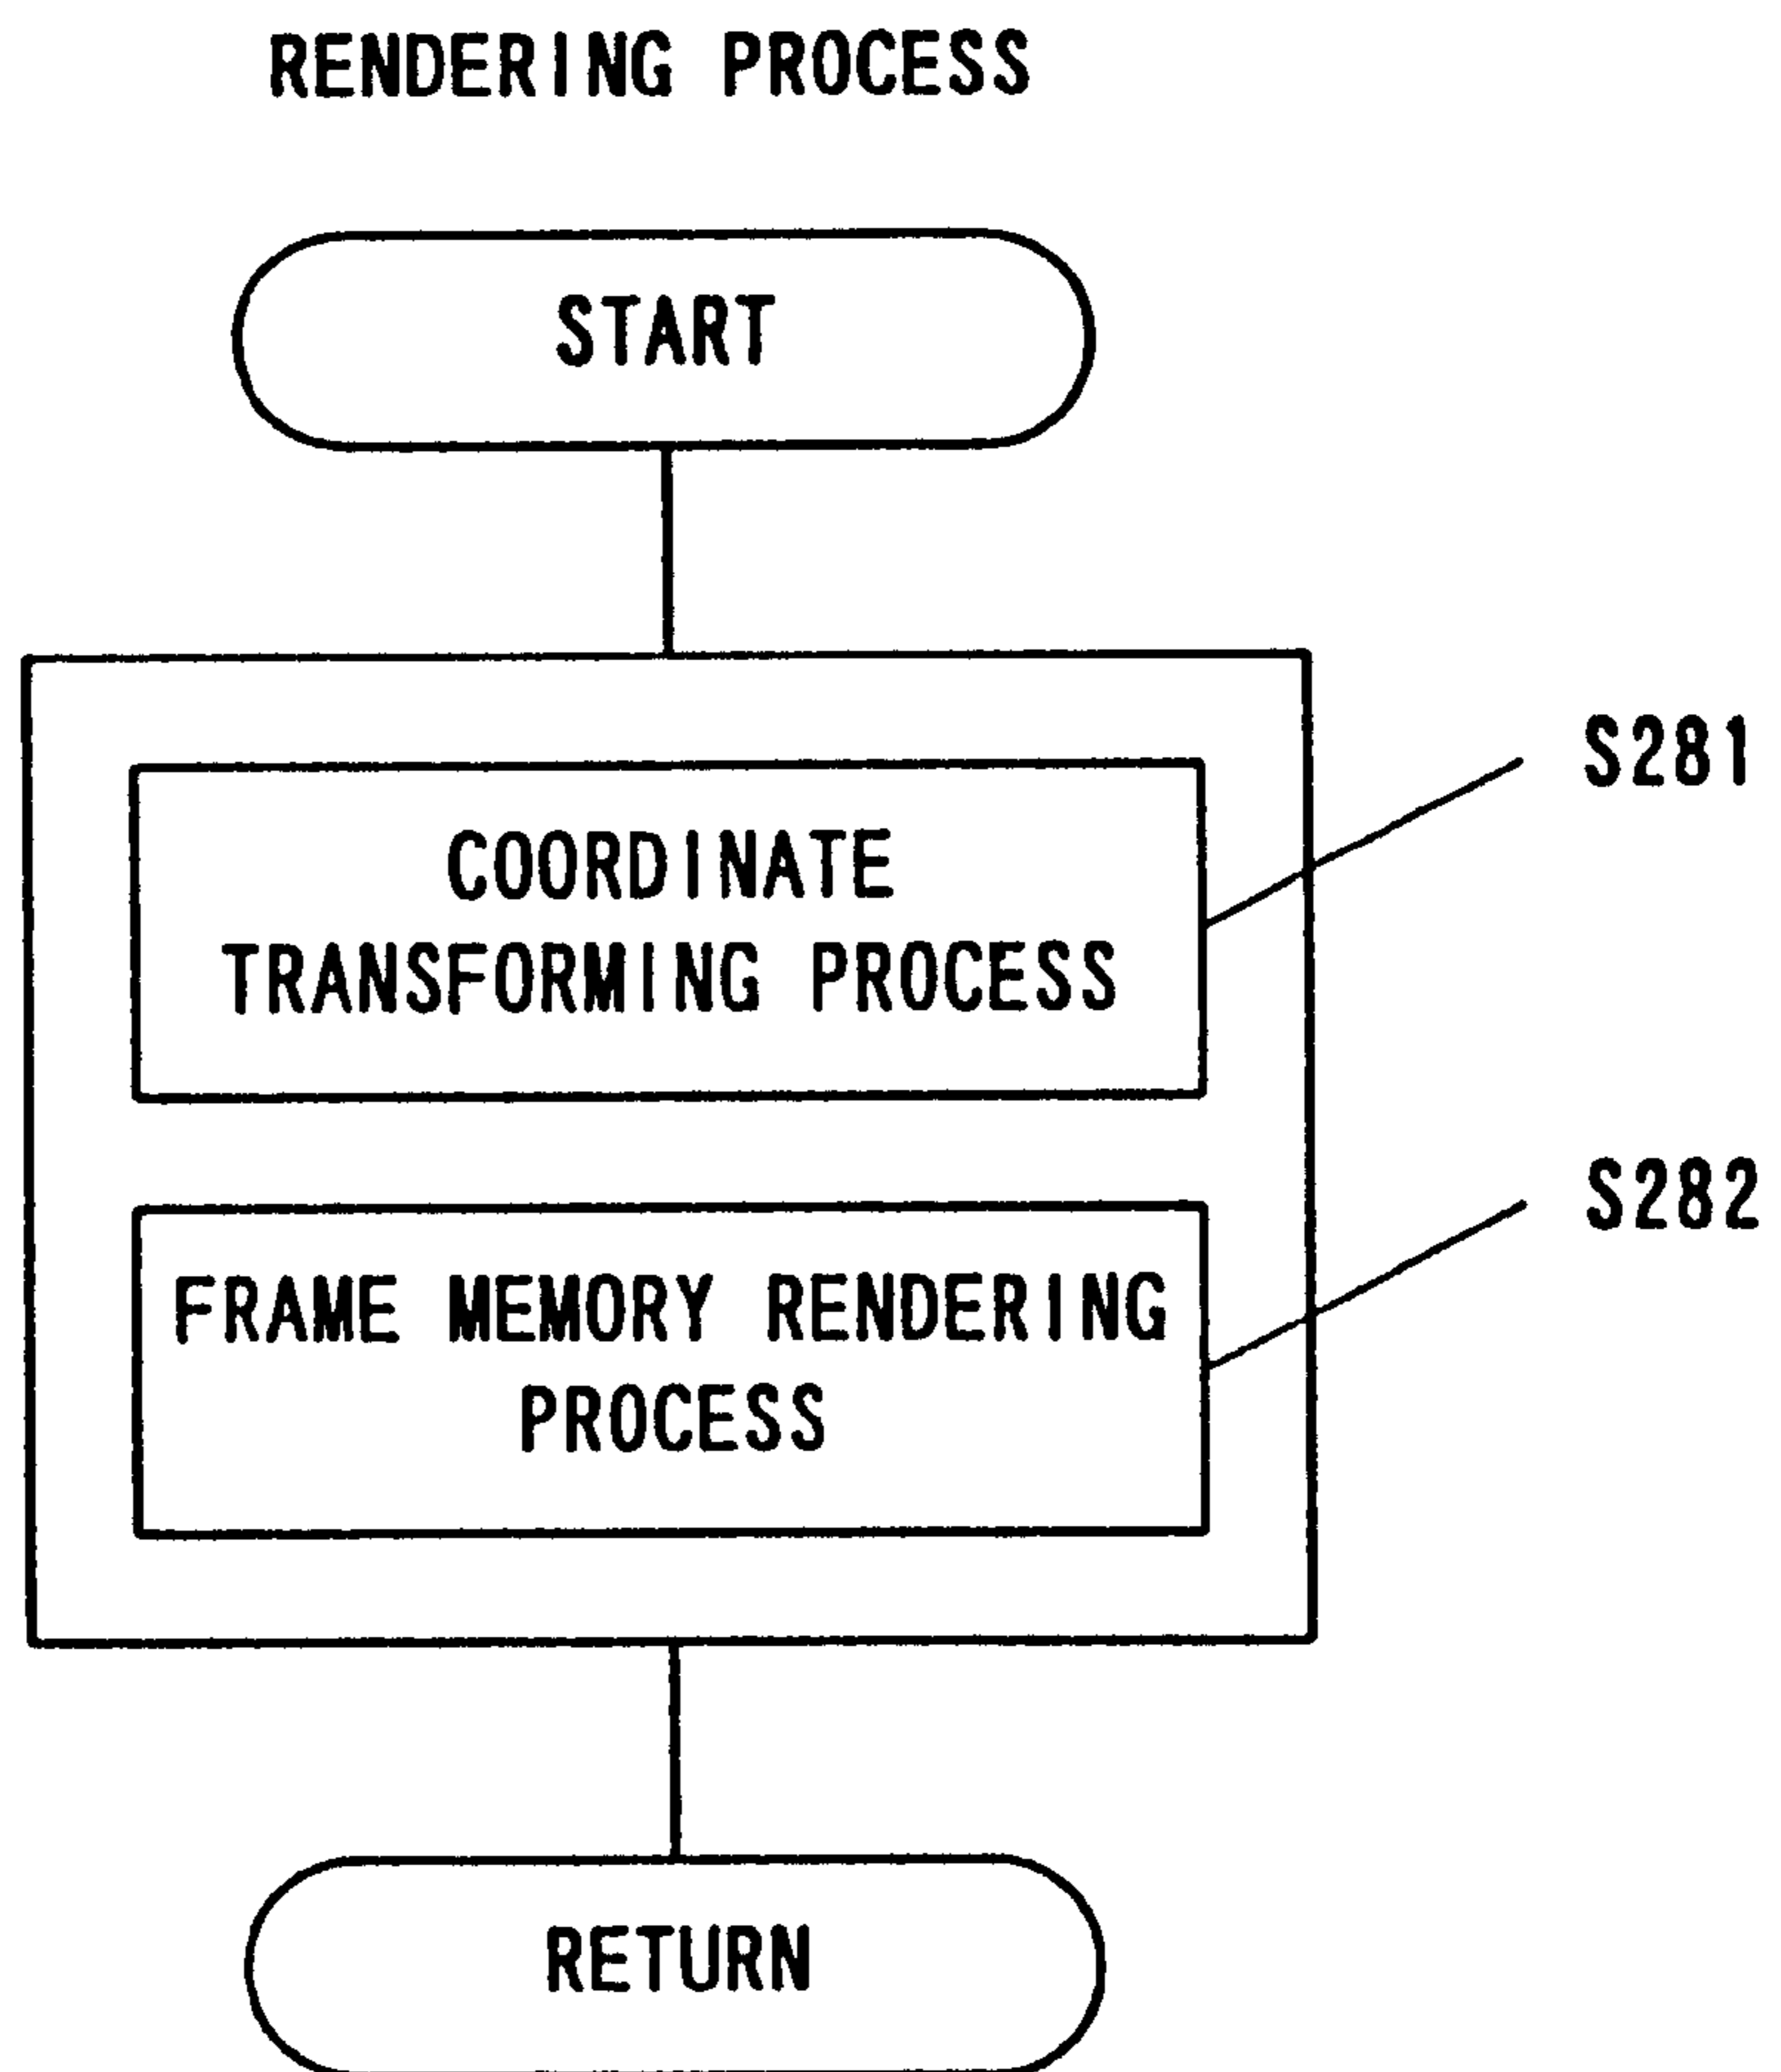 RENDERING PROCESS
START
S281
COORDINATE
TRANSFORMING PROCESS
S282
FRAME MEMORY RENDERING
PROCESS
RETURN